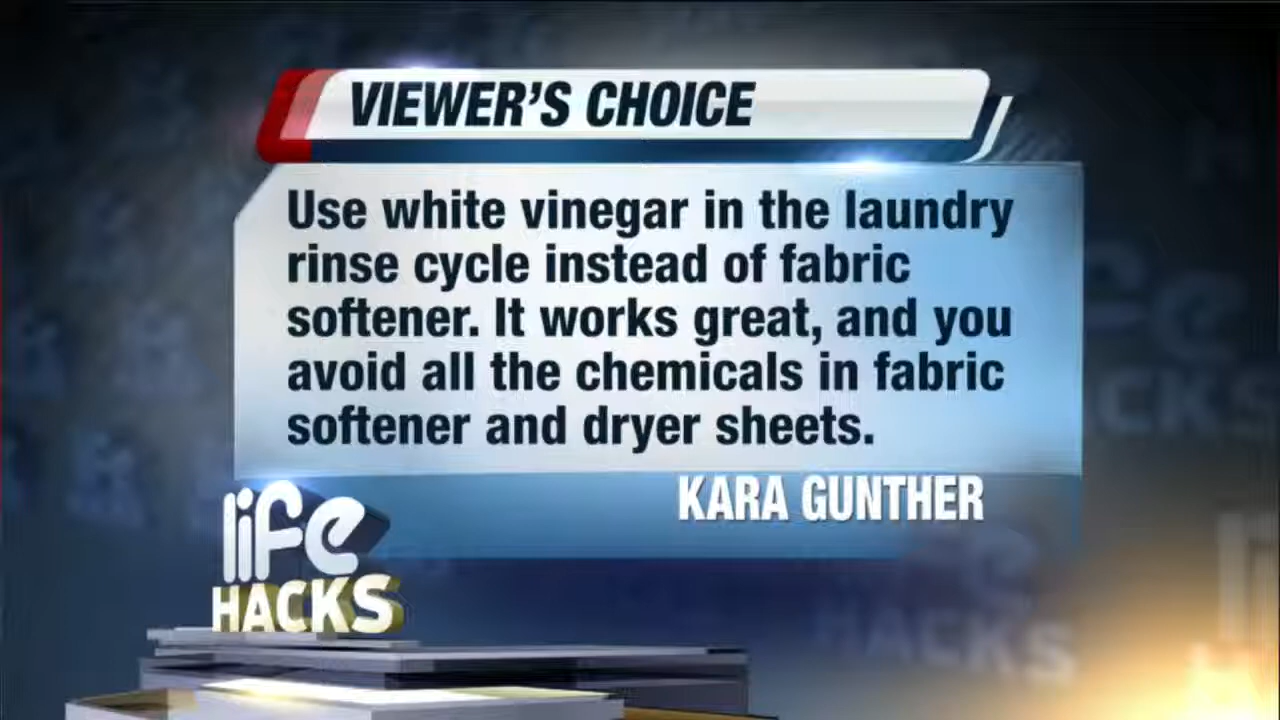 VIEWER'S CHOICE
Use white vinegar in the laundry
rinse cycle instead of fabric
softener. It works great, and you
avoid all the chemicals in fabric
softener and dryer sheets.
KARA GUNTHER
life
HACKS
HACKS